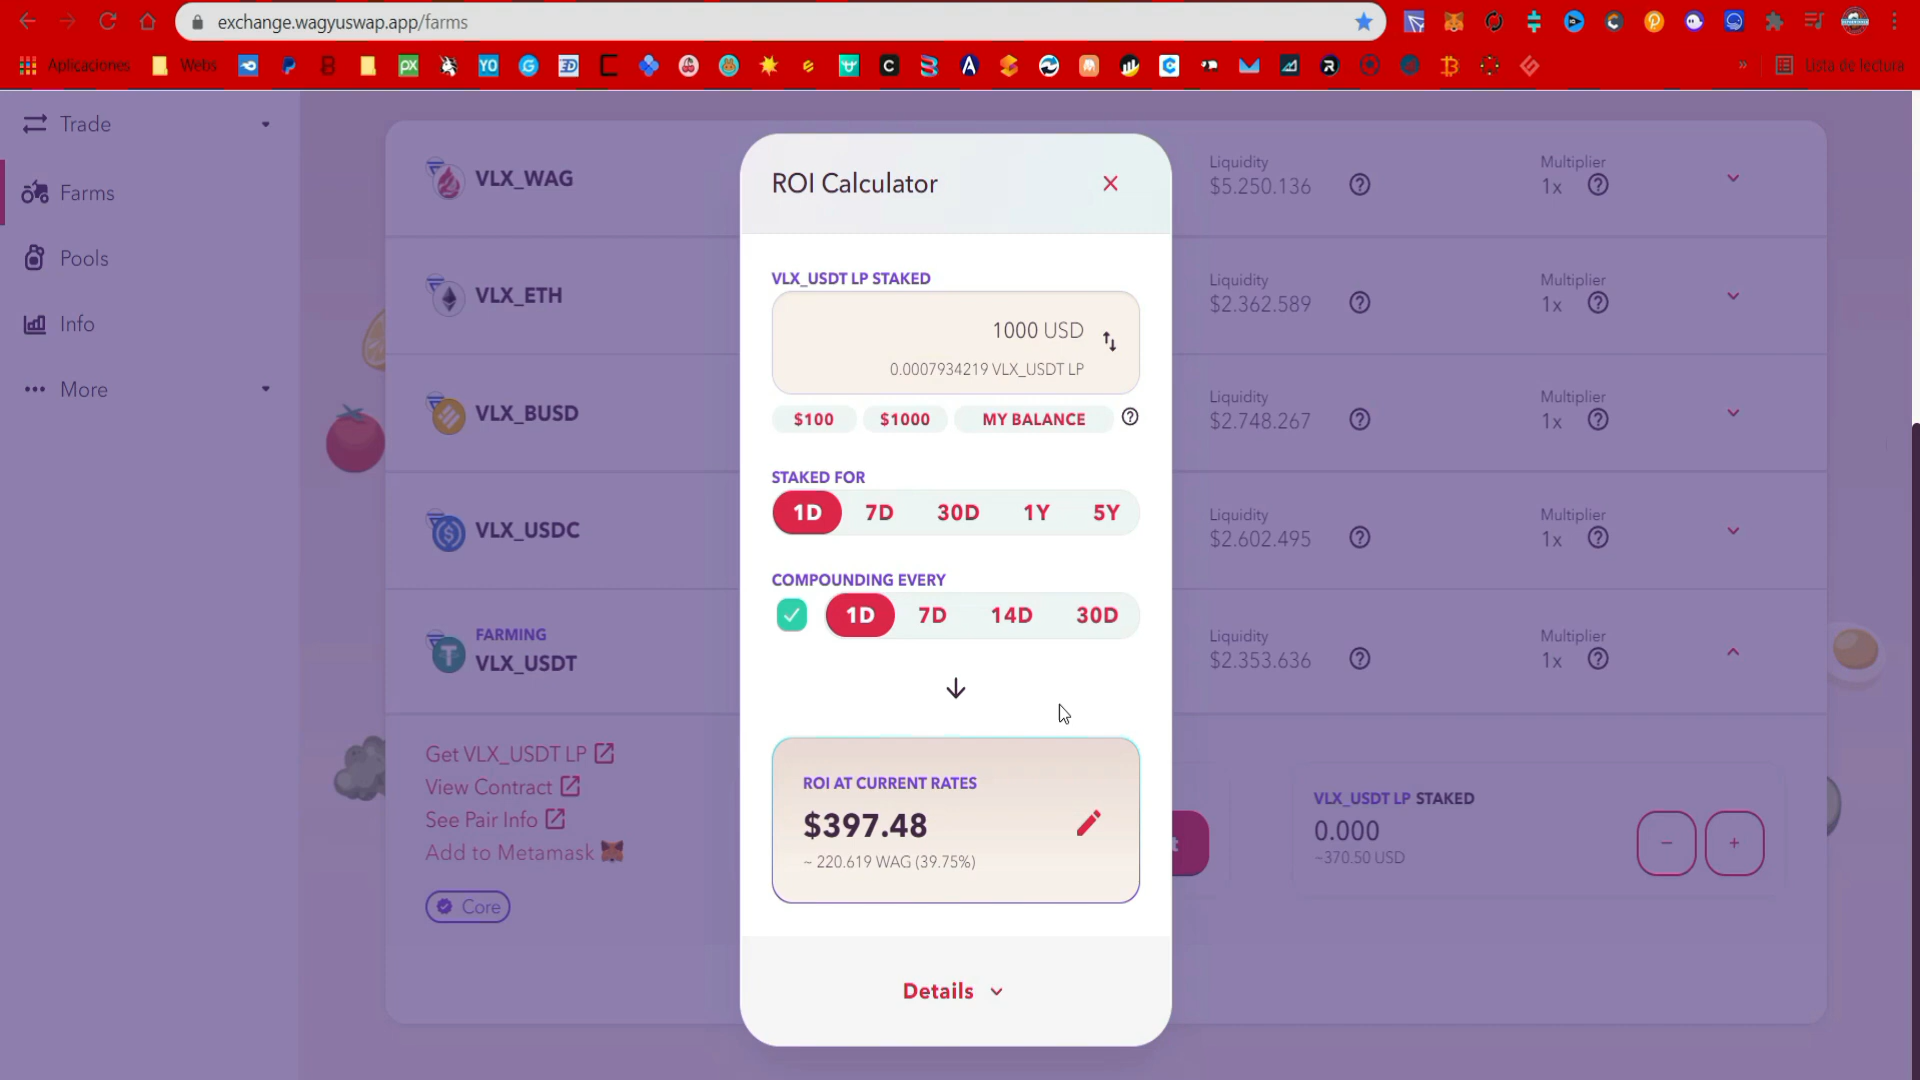 exchange.wagyuswap.app/farms
Aplicaciones
Webs
Lista de lectura
Trade
Farms
Pools
Info
More
VLX_WAG
Liquidity
$5.250.136
Multiplier
1x
VLX_ETH
Liquidity
$2.362.589
Multiplier
1x
VLX_BUSD
Liquidity
$2.748.267
Multiplier
1x
VLX_USDC
Liquidity
$2.602.495
Multiplier
1x
FARMING
VLX_USDT
Liquidity
$2.353.636
Multiplier
1x
Get VLX_USDT LP
View Contract
See Pair Info
Add to Metamask
Core
VLX_USDT LP STAKED
0.000
~370.50 USD
ROI Calculator
VLX_USDT LP STAKED
1000 USD
0.0007934219 VLX_USDT LP
$100 $1000 MY BALANCE
STAKED FOR
1D 7D 30D 1Y 5Y
COMPOUNDING EVERY
1D 7D 14D 30D
ROI AT CURRENT RATES
$397.48
~ 220.619 WAG (39.75%)
Details